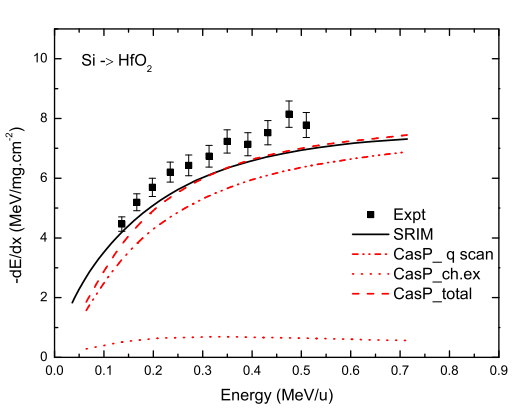 10
8
6
4
2
0
Si -> HfO2
-dE/dx (MeV/mg.cm-2)
Expt
SRIM
CasP_ q scan
CasP_ch.ex
CasP_total
0.0 0.1 0.2 0.3 0.4 0.5 0.6 0.7 0.8 0.9
Energy (MeV/u)